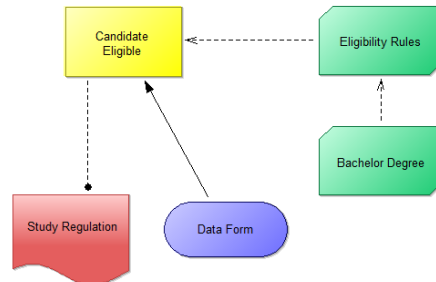 Candidate
Eligible
Eligibility Rules
Bachelor Degree
Study Regulation
Data Form